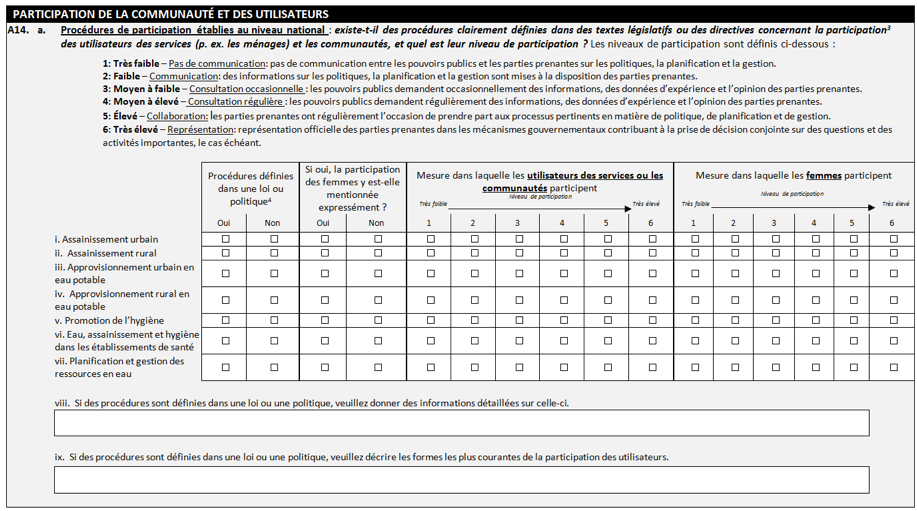 PARTICIPATION DE LA COMMUNAUTÉ ET DES UTILISATEURS
A14. a. Procédures de participation établies au niveau national : existe-t-il des procédures clairement définies dans des textes législatifs ou des directives concernant la participation³
des utilisateurs des services (p. ex. les ménages) et les communautés, et quel est leur niveau de participation ? Les niveaux de participation sont définis ci-dessous :
1: Très faible – Pas de communication: pas de communication entre les pouvoirs publics et les parties prenantes sur les politiques, la planification et la gestion.
2: Faible – Communication: des informations sur les politiques, la planification et la gestion sont mises à la disposition des parties prenantes.
3: Moyen à faible – Consultation occasionnelle : les pouvoirs publics demandent occasionnellement des informations, des données d'expérience et l'opinion des parties prenantes.
4: Moyen à élevé – Consultation régulière : les pouvoirs publics demandent régulièrement des informations, des données d'expérience et l'opinion des parties prenantes.
5: Élevé – Collaboration: les parties prenantes ont régulièrement l'occasion de prendre part aux processus pertinents en matière de politique, de planification et de gestion.
6: Très élevé – Représentation: représentation officielle des parties prenantes dans les mécanismes gouvernementaux contribuant à la prise de décision conjointe sur des questions et des
activités importantes, le cas échéant.
Procédures définies
dans une loi ou
politique⁴
Si oui, la participation
des femmes y est-elle
mentionnée
expressément ?
Mesure dans laquelle les utilisateurs des services ou les
communautés participent
Niveau de participation
Très faible Très élevé
Mesure dans laquelle les femmes participent
Niveau de participation
Très faible Très élevé
Oui Non Oui Non 1 2 3 4 5 6 1 2 3 4 5 6
i. Assainissement urbain
ii. Assainissement rural
iii. Approvisionnement urbain en
eau potable
iv. Approvisionnement rural en
eau potable
v. Promotion de l'hygiène
vi. Eau, assainissement et hygiène
dans les établissements de santé
vii. Planification et gestion des
ressources en eau
viii. Si des procédures sont définies dans une loi ou une politique, veuillez donner des informations détaillées sur celle-ci.
ix. Si des procédures sont définies dans une loi ou une politique, veuillez décrire les formes les plus courantes de la participation des utilisateurs.